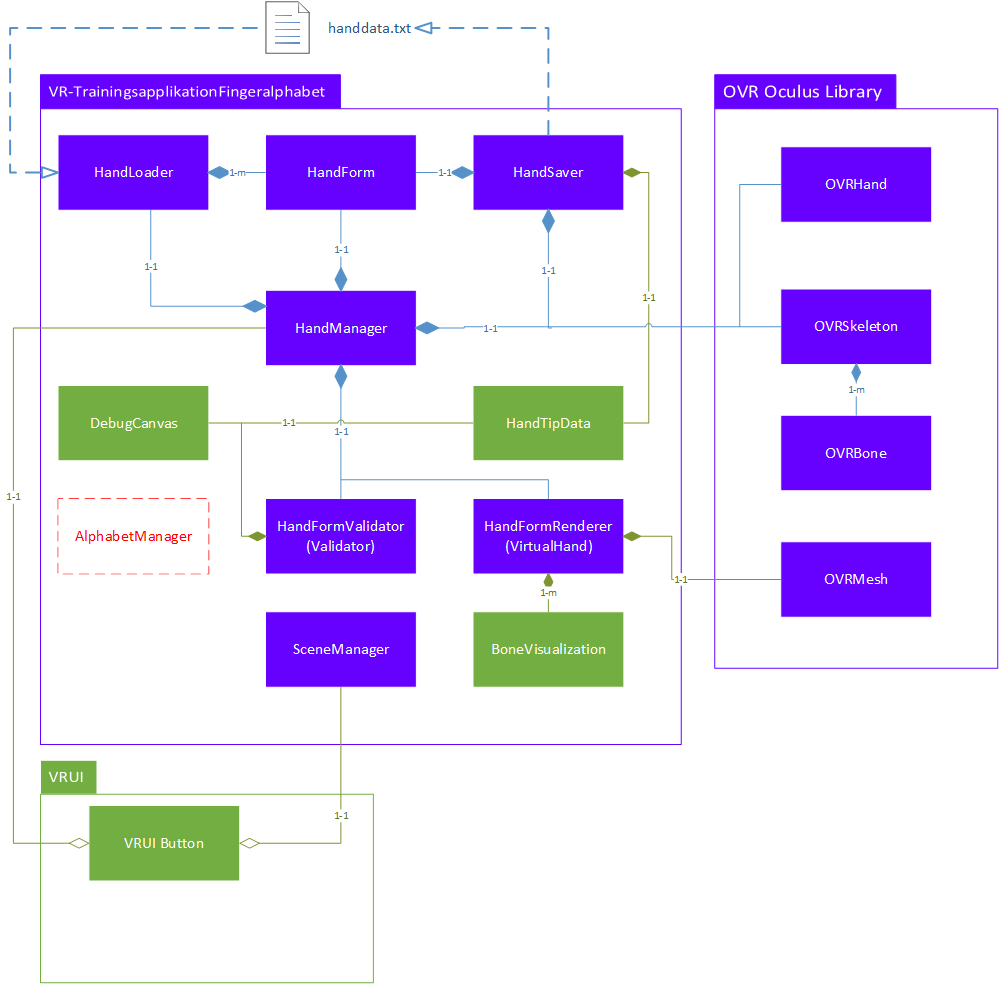 handdata.txt
VR-TrainingsapplikationFingeralphabet
OVR Oculus Library
HandLoader
1-m
HandForm
1-1
HandSaver
OVRHand
1-1
1-1
1-1
1-1
HandManager
1-1
OVRSkeleton
1-m
DebugCanvas
1-1
1-1
HandTipData
OVRBone
1-1
AlphabetManager
HandFormValidator
(Validator)
HandFormRenderer
(VirtualHand)
1-1
OVRMesh
1-m
SceneManager
BoneVisualization
VRUI
1-1
VRUI Button